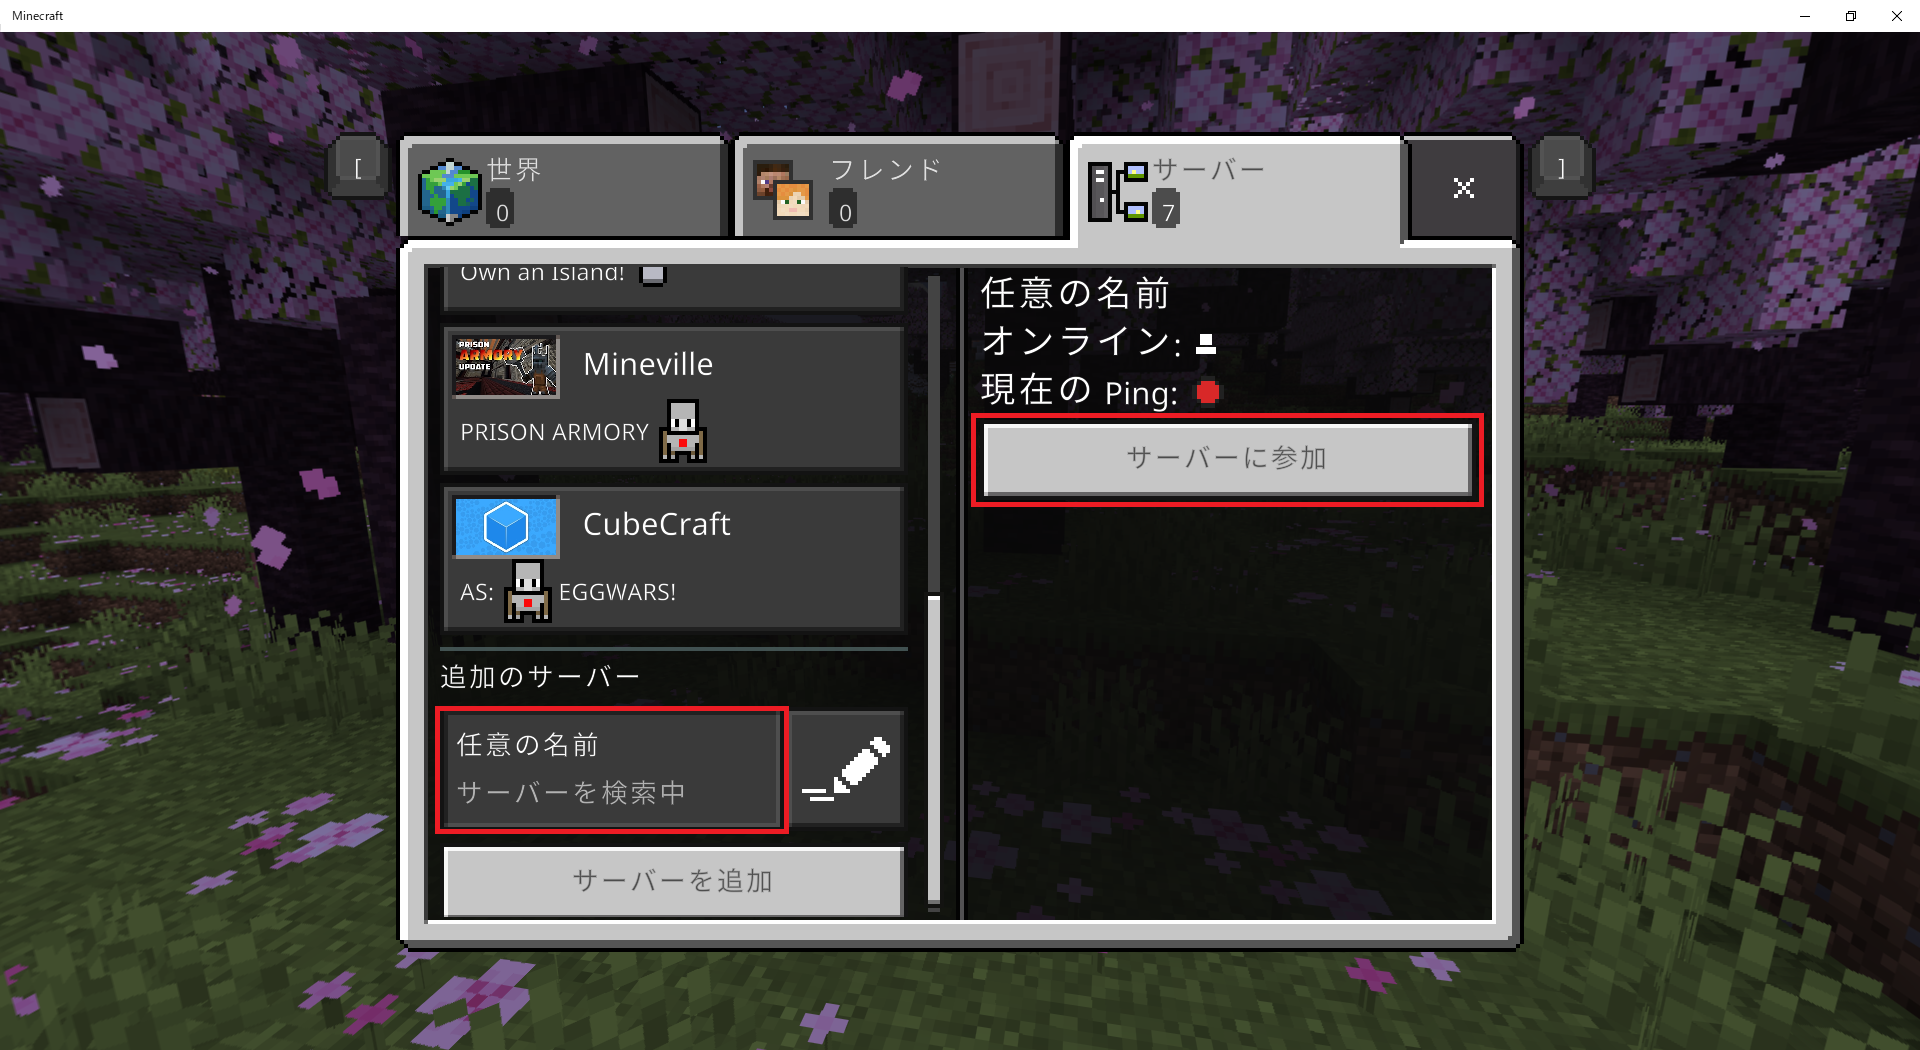 Minecraft
[
世界
0
フレンド
0
サーバー
7
]
Own an Island!
PRISON
ARMORY
UPDATE
Mineville
PRISON ARMORY
CubeCraft
AS: EGGWARS!
追加のサーバー
任意の名前
サーバーを検索中
サーバーを追加
任意の名前
オンライン:
現在の Ping:
サーバーに参加